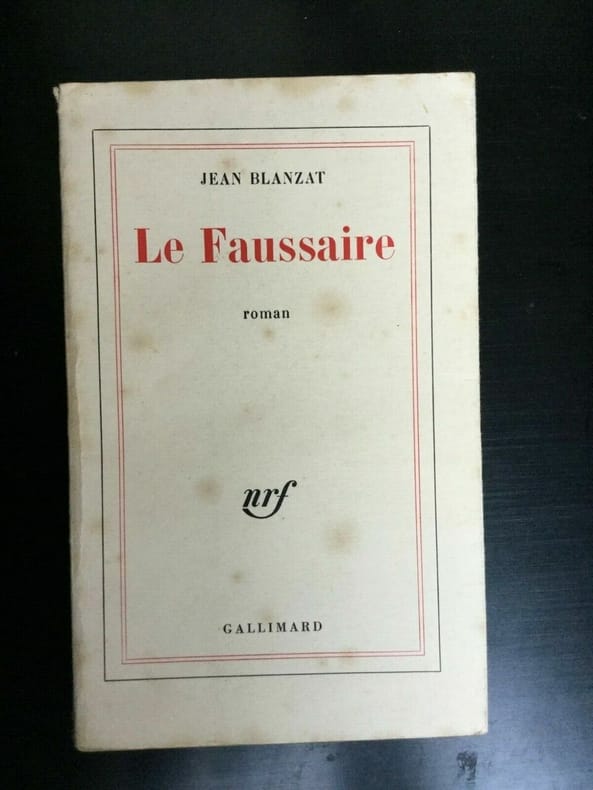 JEAN BLANZAT
Le Faussaire
roman
nrf
GALLIMARD